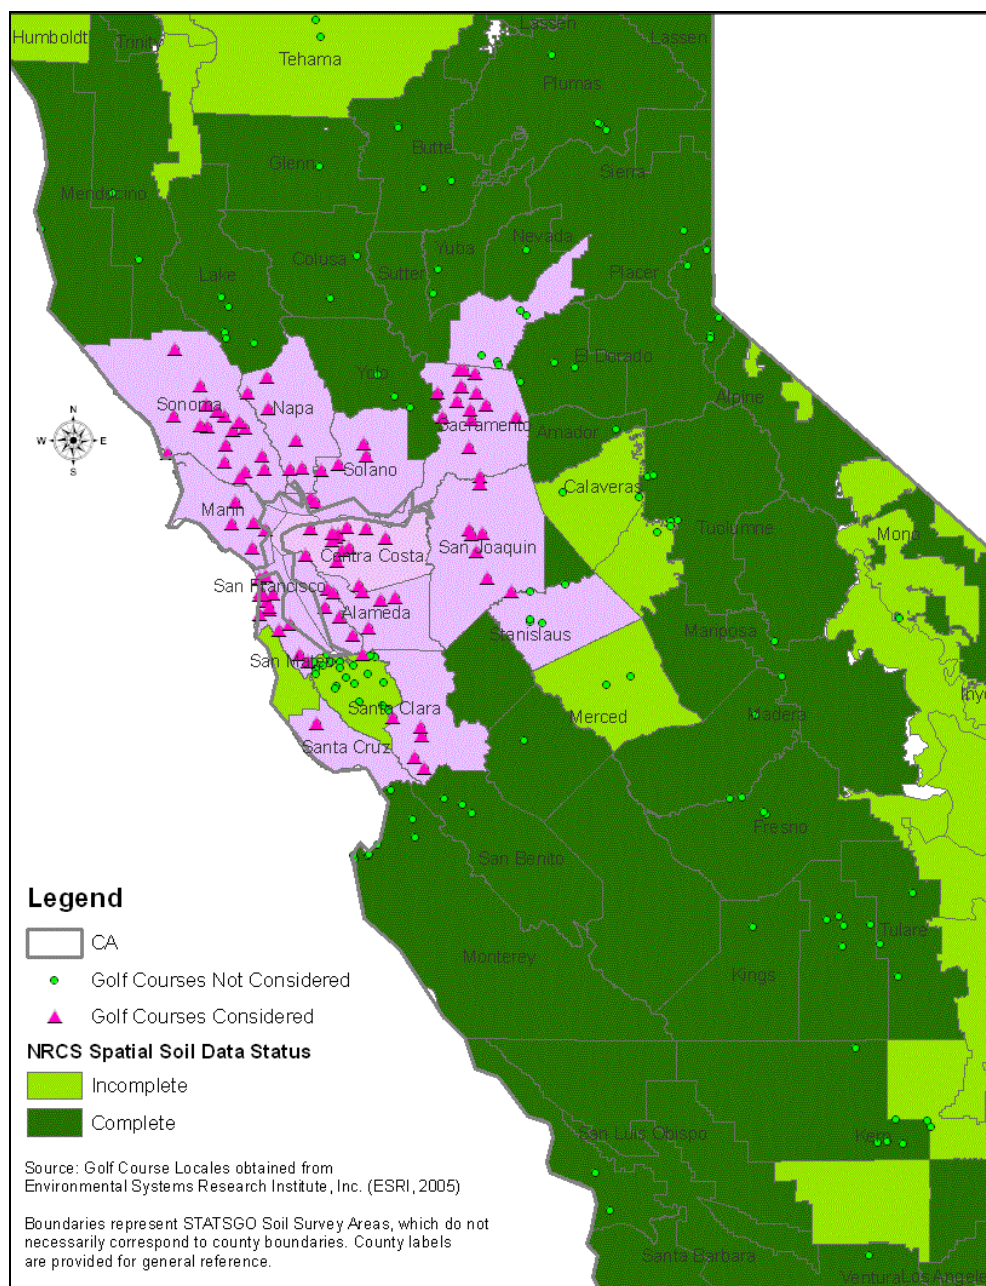 Lassen
Lassen
Humboldt
Trinity
Tehama
Plumas
Butte
Glenn
Sierra
Mendocino
Nevada
Yuba
Colusa
Lake
Sutter
Placer
Yolo
El Dorado
Sonoma
Napa
Alpine
N
W
E
S
Sacramento
Amador
Solano
Calaveras
Marin
Tuolumne
Mono
Contra Costa
San Joaquin
San Francisco
Alameda
Stanislaus
Mariposa
San Mateo
Inyo
Santa Clara
Merced
Madera
Santa Cruz
Fresno
San Benito
Legend
CA
Tulare
Monterey
Golf Courses Not Considered
Kings
Golf Courses Considered
NRCS Spatial Soil Data Status
Incomplete
Complete
San Luis Obispo
Kern
Source: Golf Course Locales obtained from
Environmental Systems Research Institute, Inc. (ESRI, 2005)
Boundaries represent STATSGO Soil Survey Areas, which do not
necessarily correspond to county boundaries. County labels
are provided for general reference.
Santa Barbara
Ventura
Los Angeles